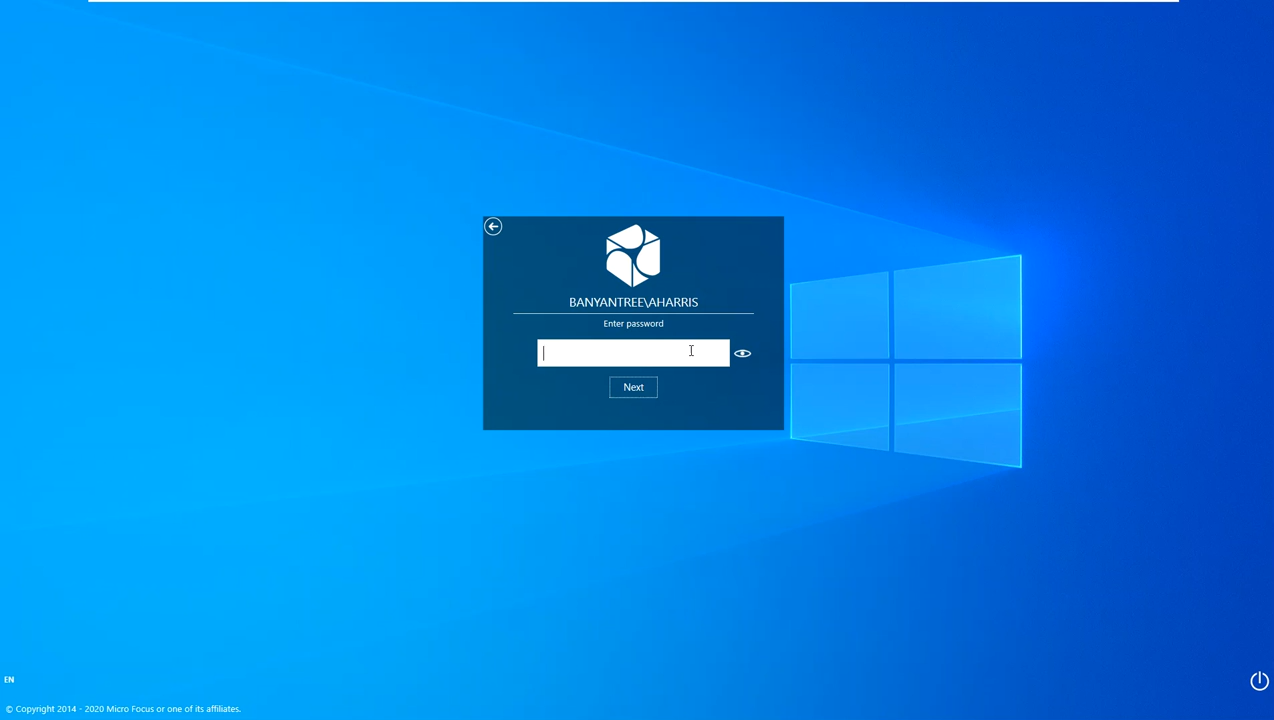 BANYANTREE\AHARRIS
Enter password
Next
EN
© Copyright 2014 - 2020 Micro Focus or one of its affiliates.